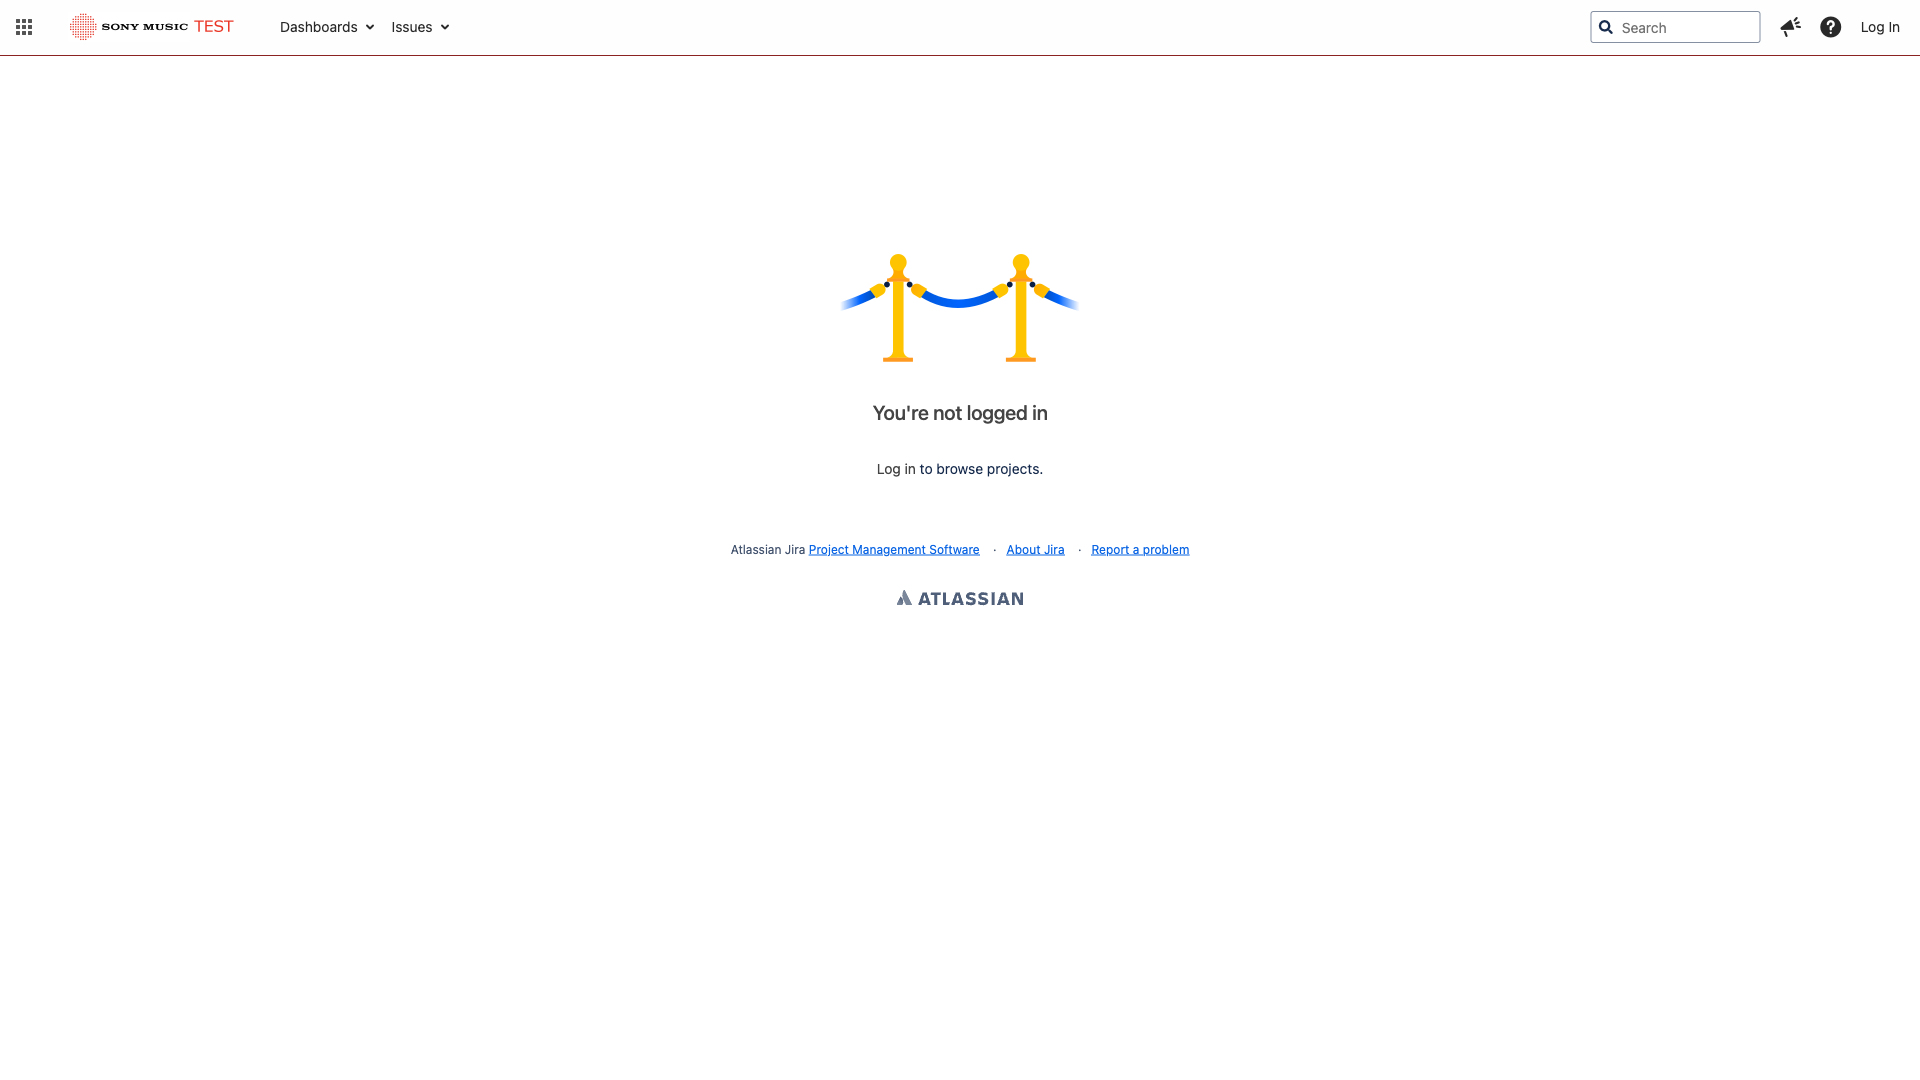 SONY MUSIC TEST Dashboards Issues Search Log In
You're not logged in
Log in to browse projects.
Atlassian Jira Project Management Software · About Jira · Report a problem
ATLASSIAN